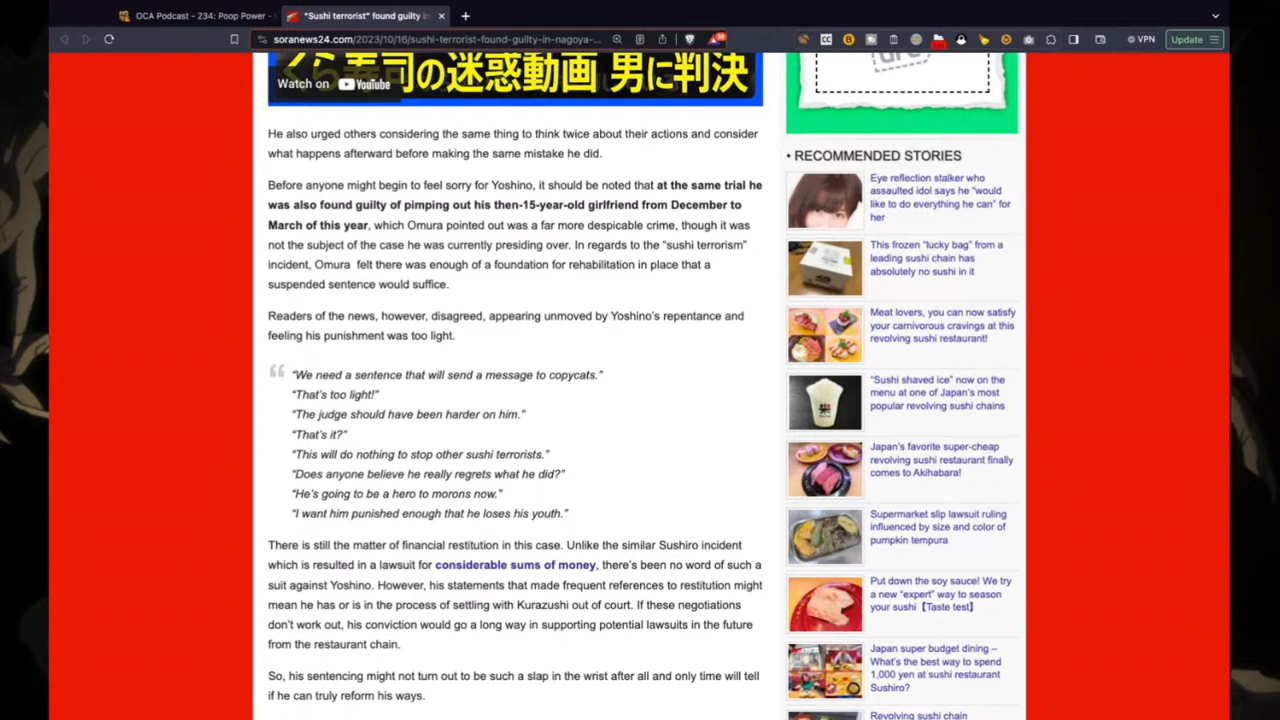 OCA Podcast - 234: Poop Power -
"Sushi terrorist" found guilty in
soranews24.com/2023/10/16/sushi-terrorist-found-guilty-in-nagoya-...
VPN
Update
寿司の迷惑動画 男に判決
Watch on YouTube
He also urged others considering the same thing to think twice about their actions and consider
what happens afterward before making the same mistake he did.
Before anyone might begin to feel sorry for Yoshino, it should be noted that at the same trial he
was also found guilty of pimping out his then-15-year-old girlfriend from December to
March of this year, which Omura pointed out was a far more despicable crime, though it was
not the subject of the case he was currently presiding over. In regards to the “sushi terrorism”
incident, Omura felt there was enough of a foundation for rehabilitation in place that a
suspended sentence would suffice.
Readers of the news, however, disagreed, appearing unmoved by Yoshino’s repentance and
feeling his punishment was too light.
“We need a sentence that will send a message to copycats.”
“That’s too light!”
“The judge should have been harder on him.”
“That’s it?”
“This will do nothing to stop other sushi terrorists.”
“Does anyone believe he really regrets what he did?”
“He’s going to be a hero to morons now.”
“I want him punished enough that he loses his youth.”
There is still the matter of financial restitution in this case. Unlike the similar Sushiro incident
which is resulted in a lawsuit for considerable sums of money, there’s been no word of such a
suit against Yoshino. However, his statements that made frequent references to restitution might
mean he has or is in the process of settling with Kurazushi out of court. If these negotiations
don’t work out, his conviction would go a long way in supporting potential lawsuits in the future
from the restaurant chain.
So, his sentencing might not turn out to be such a slap in the wrist after all and only time will tell
if he can truly reform his ways.
• RECOMMENDED STORIES
Eye reflection stalker who
assaulted idol says he “would
like to do everything he can” for
her
This frozen “lucky bag” from a
leading sushi chain has
absolutely no sushi in it
Meat lovers, you can now satisfy
your carnivorous cravings at this
revolving sushi restaurant!
“Sushi shaved ice” now on the
menu at one of Japan’s most
popular revolving sushi chains
Japan’s favorite super-cheap
revolving sushi restaurant finally
comes to Akihabara!
Supermarket slip lawsuit ruling
influenced by size and color of
pumpkin tempura
Put down the soy sauce! We try
a new “expert” way to season
your sushi【Taste test】
Japan super budget dining –
What’s the best way to spend
1,000 yen at sushi restaurant
Sushiro?
Revolving sushi chain